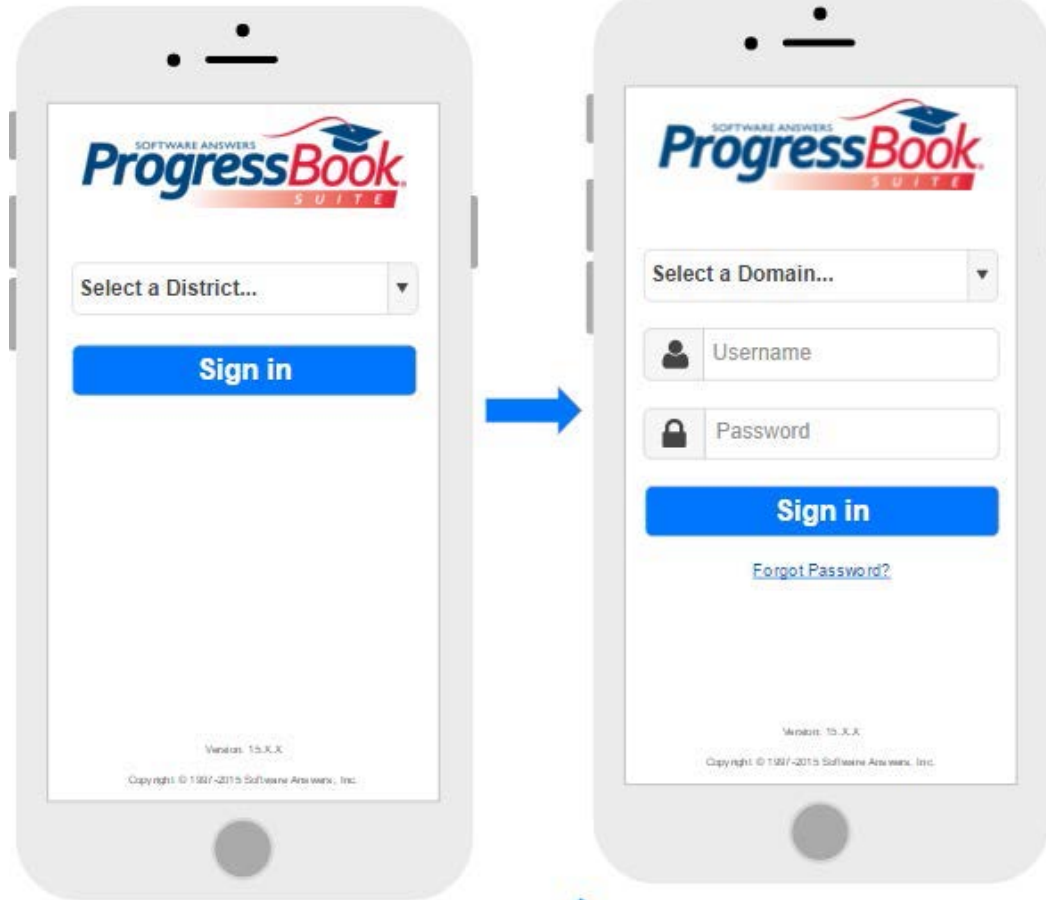 SOFTWARE ANSWERS
ProgressBook
SUITE
Select a District...
Sign in
Version: 15.X.X
Copyright © 1997-2015 Software Answers, Inc.
SOFTWARE ANSWERS
ProgressBook
SUITE
Select a Domain...
Username
Password
Sign in
Forgot Password?
Version: 15.X.X
Copyright © 1997-2015 Software Answers, Inc.